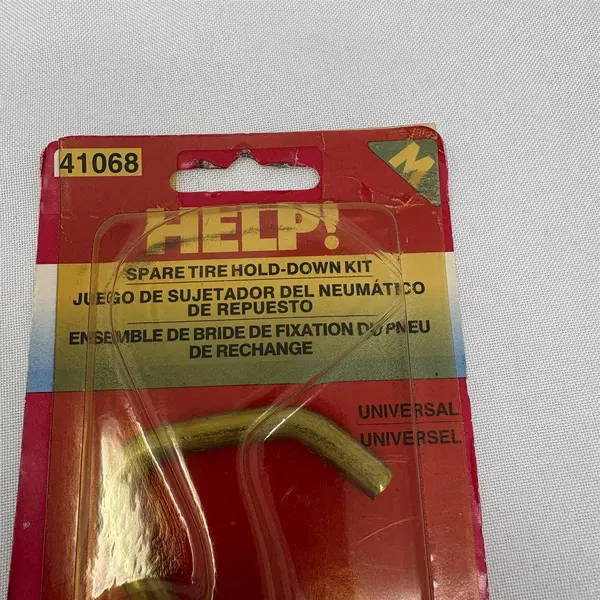 41068
M
HELP!
SPARE TIRE HOLD-DOWN KIT
JUEGO DE SUJETADOR DEL NEUMÁTICO
DE REPUESTO
ENSEMBLE DE BRIDE DE FIXATION DU PNEU
DE RECHANGE
UNIVERSAL
UNIVERSEL